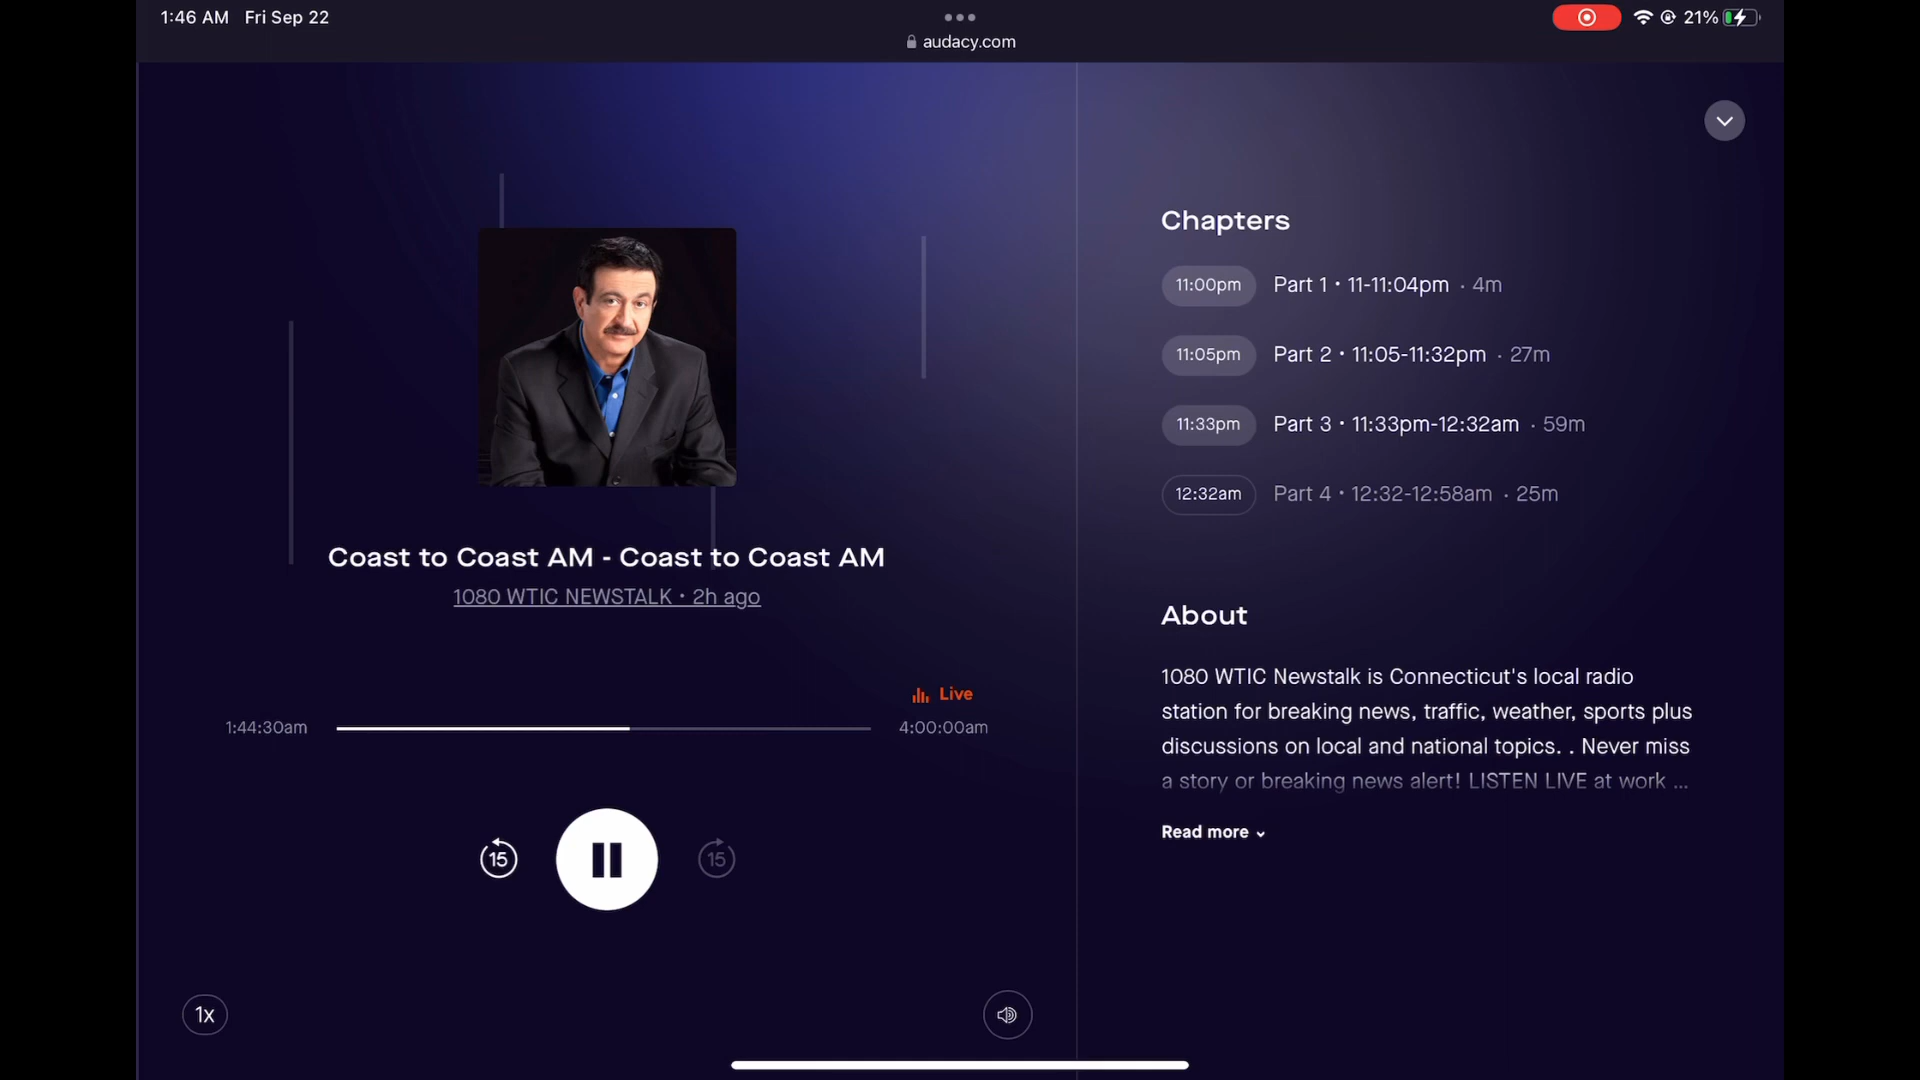 1:46 AM Fri Sep 22
audacy.com
21%
Coast to Coast AM - Coast to Coast AM
1080 WTIC NEWSTALK • 2h ago
Live
1:44:30am
4:00:00am
15
15
1x
Chapters
11:00pm Part 1 • 11-11:04pm · 4m
11:05pm Part 2 • 11:05-11:32pm · 27m
11:33pm Part 3 • 11:33pm-12:32am · 59m
12:32am Part 4 • 12:32-12:58am · 25m
About
1080 WTIC Newstalk is Connecticut's local radio
station for breaking news, traffic, weather, sports plus
discussions on local and national topics. . Never miss
a story or breaking news alert! LISTEN LIVE at work ...
Read more